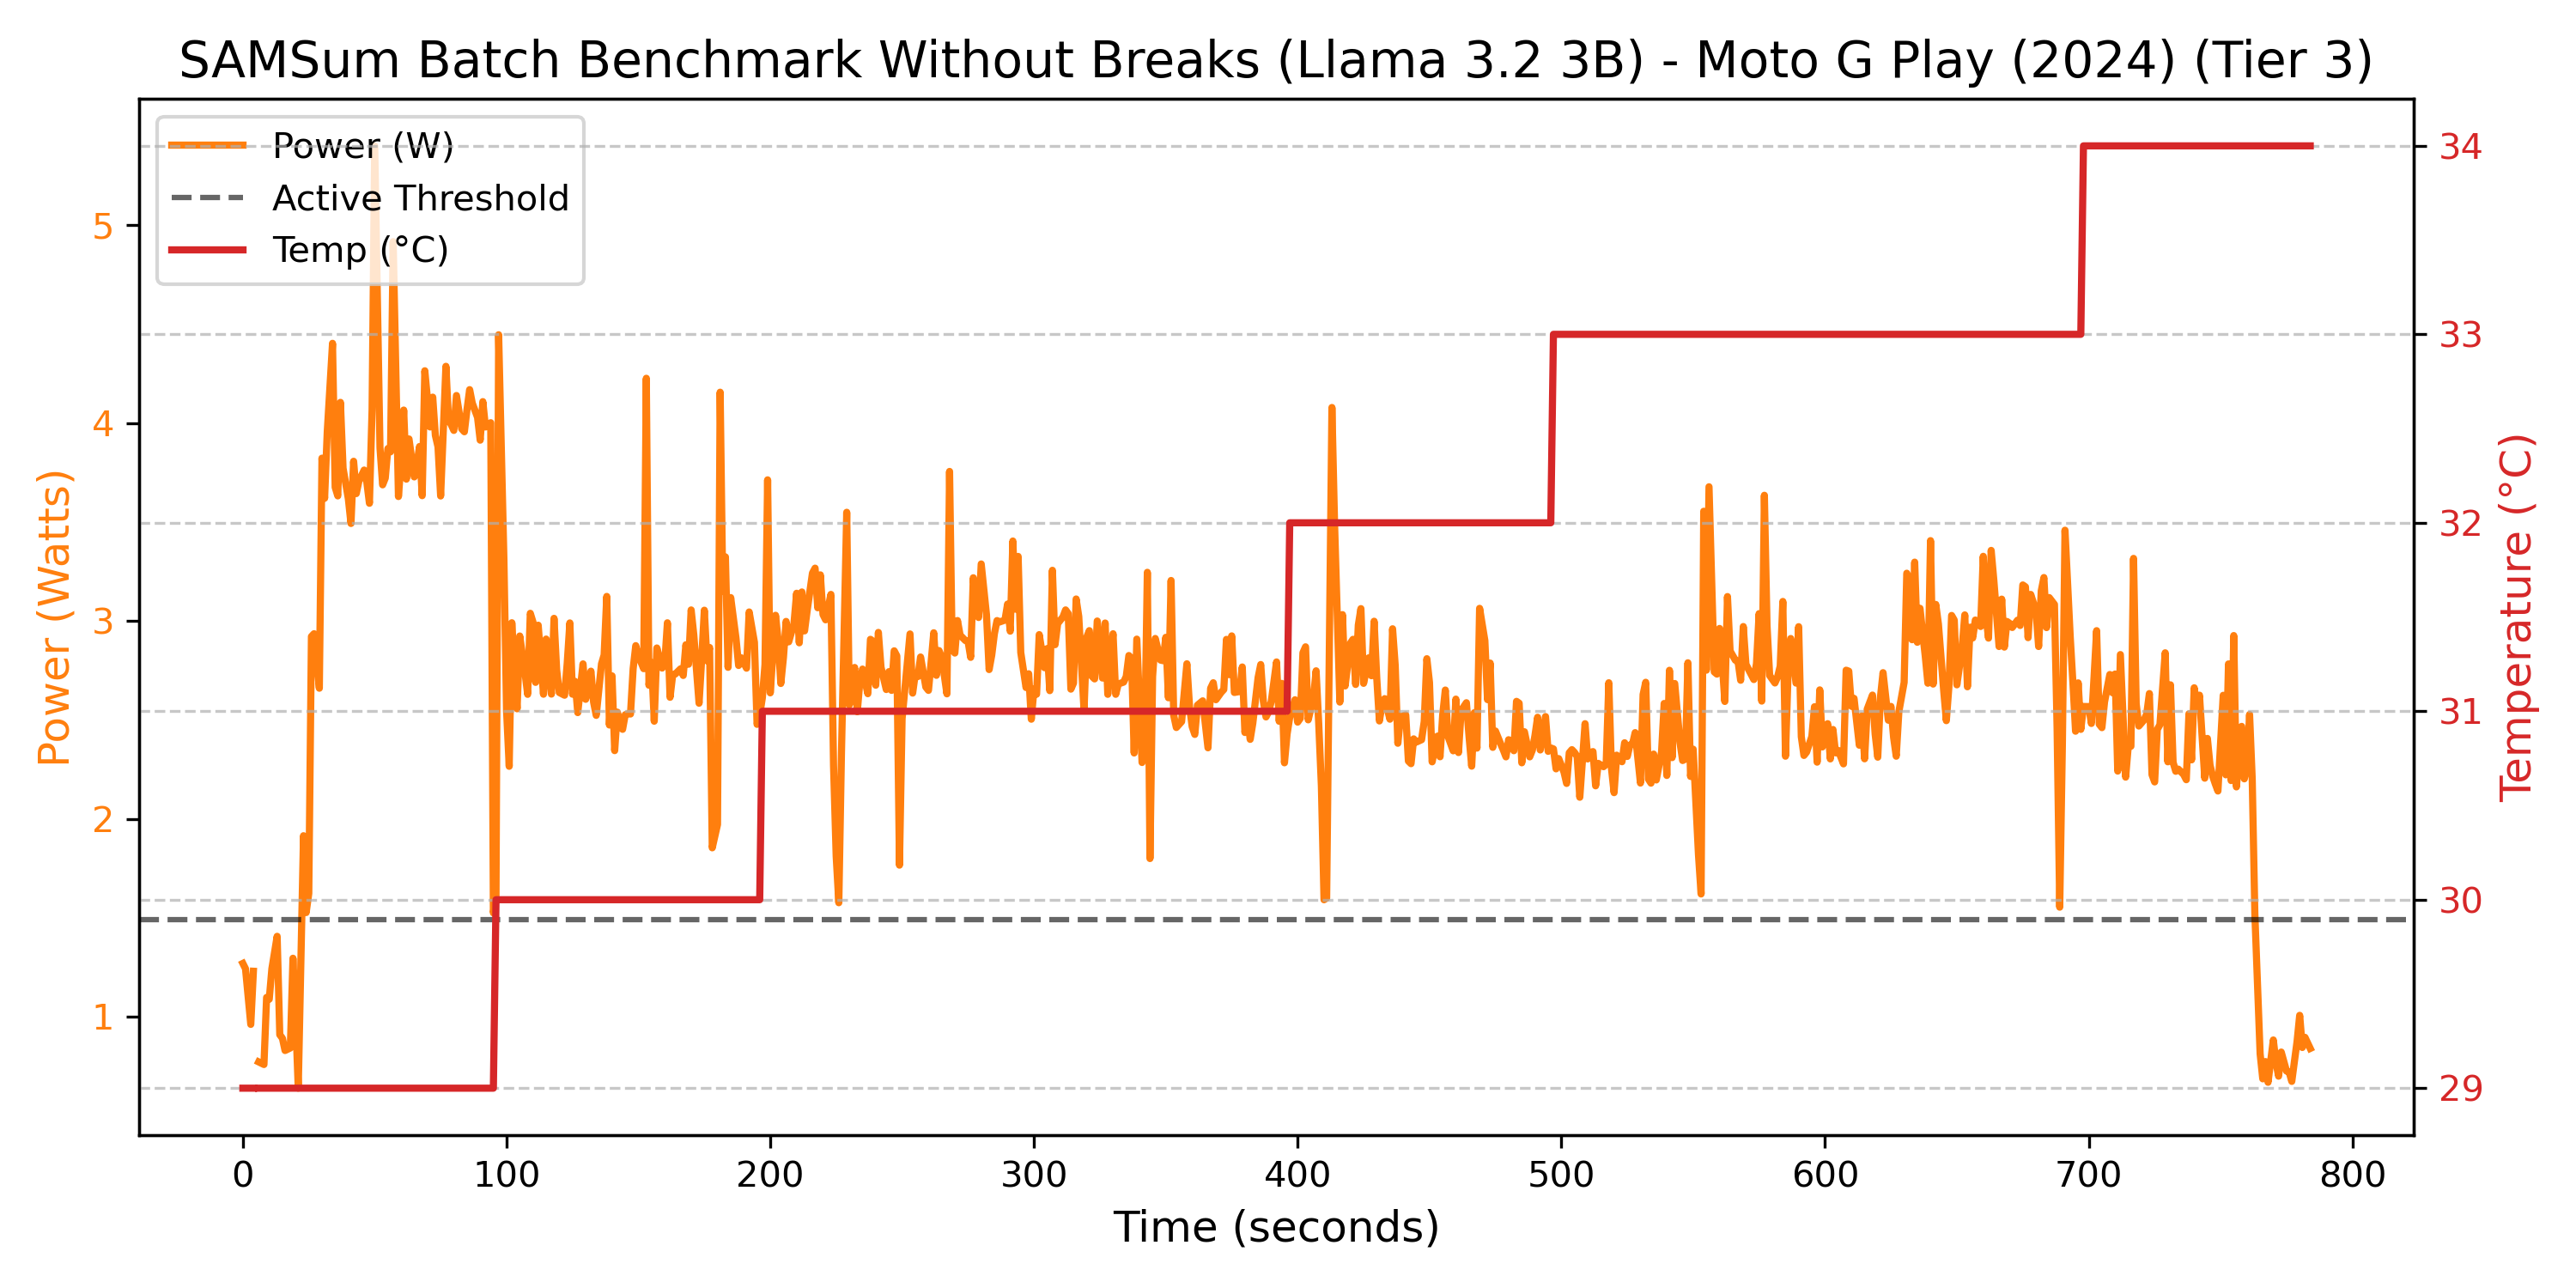 SAMSum Batch Benchmark Without Breaks (Llama 3.2 3B) - Moto G Play (2024) (Tier 3)
Power (W)
Active Threshold
Temp (°C)
Power (Watts)
5
4
3
2
1
34
33
32
31
30
29
Temperature (°C)
0 100 200 300 400 500 600 700 800
Time (seconds)